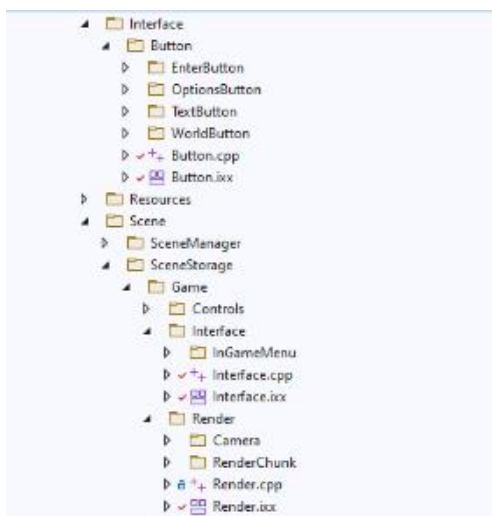 Interface
Button
EnterButton
OptionsButton
TextButton
WorldButton
Button.cpp
Button.ixx
Resources
Scene
SceneManager
SceneStorage
Game
Controls
Interface
InGameMenu
Interface.cpp
Interface.ixx
Render
Camera
RenderChunk
Render.cpp
Render.ixx